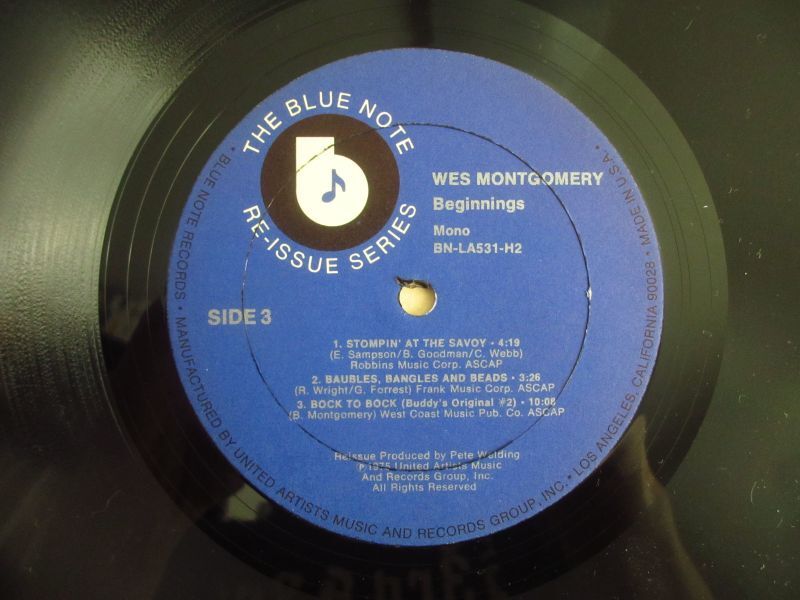 THE BLUE NOTE
RE-ISSUE SERIES
b
WES MONTGOMERY
Beginnings
Mono
BN-LA531-H2
SIDE 3
1. STOMPIN' AT THE SAVOY • 4:19
(E. Sampson/B. Goodman/C. Webb)
Robbins Music Corp. ASCAP
2. BAUBLES, BANGLES AND BEADS • 3:26
(R. Wright/G. Forrest) Frank Music Corp. ASCAP
3. BOCK TO BOCK (Buddy's Original #2) • 10:08
(B. Montgomery) West Coast Music Pub. Co. ASCAP
Reissue Produced by Pete Welding
℗ 1975 United Artists Music
And Records Group, Inc.
All Rights Reserved
• BLUE NOTE RECORDS • MANUFACTURED BY UNITED ARTISTS MUSIC AND RECORDS GROUP, INC. • LOS ANGELES, CALIFORNIA 90028 • MADE IN U.S.A.